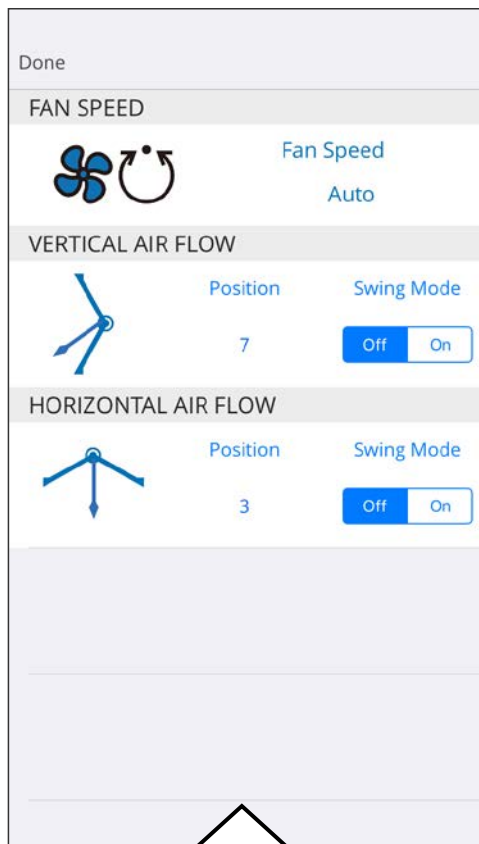 Done
FAN SPEED
Fan Speed
Auto
VERTICAL AIR FLOW
Position Swing Mode
7 Off On
HORIZONTAL AIR FLOW
Position Swing Mode
3 Off On